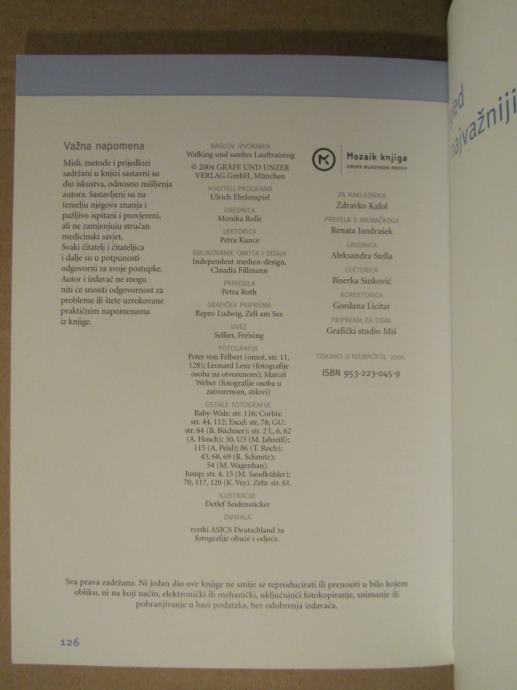 Važna napomena
Misli, metode i prijedlozi
sadržani u knjizi sastavni su
dio iskustva, odnosno mišljenja
autora. Sastavljeni su na
temelju njegova znanja i
pažljivo ispitani i provjereni,
ali ne zamjenjuju stručan
medicinski savjet.
Svaki čitatelj i čitateljica
i dalje su u potpunosti
odgovorni za svoje postupke.
Autor i izdavač ne mogu
niti će snositi odgovornost za
probleme ili štete uzrokovane
praktičnim napomenama
iz knjige.
NASLOV IZVORNIKA
Walking und sanftes Lauftraining
© 2004 GRÄFE UND UNZER
VERLAG GmbH, München
VODITELJ PROGRAMA
Ulrich Ehrlenspiel
UREDNICA
Monika Rolle
LEKTORICA
Petra Kunce
OBLIKOVANJE OMOTA I DIZAJN
Independent medien-design,
Claudia Fillmann
PRIREDILA
Petra Roth
GRAFIČKA PRIPREMA
Repro Ludwig, Zell am See
UVEZ
Sellier, Freising
FOTOGRAFIJE
Peter von Felbert (omot, str. 11,
128); Leonard Lenz (fotografije
osoba na otvorenom); Marcel
Weber (fotografije osoba u
zatvorenom, stilovi)
OSTALE FOTOGRAFIJE
Baby-Walz: str. 116; Corbis:
str. 44, 112; Excel: str. 78; GU:
str. 64 (B. Büchner); str. 2 l., 6, 62
(A. Hosch); 30, U3 (M. Jahreiß);
115 (A. Peisl); 86 (T. Roch);
43, 68, 69 (R. Schmitz);
54 (M. Wagenhan).
Jump: str. 4, 15 (M. Sandkühler);
70, 117, 120 (K. Vey). Zefa: str. 61.
ILUSTRACIJE
Detlef Seidensticker
ZAHVALA
tvrtki ASICS Deutschland za
fotografije obuće i odjeće.
Mozaik knjiga
GRUPA MLADINSKA KNJIGA
ZA NAKLADNIKA
Zdravko Kafol
PREVELA S NJEMAČKOGA
Renata Jandrašek
UREDNICA
Aleksandra Stella
LEKTORICA
Biserka Sinković
KOREKTORICA
Gordana Licitar
PRIPREMA ZA TISAK
Grafički studio Miš
TISKANO U NJEMAČKOJ, 2006.
ISBN 953-223-045-9
Sva prava zadržana. Ni jedan dio ove knjige ne smije se reproducirati ili prenositi u bilo kojem
obliku, ni na koji način, elektronički ili mehanički, uključujući fotokopiranje, snimanje ili
pohranjivanje u bazi podataka, bez odobrenja izdavača.
126
najvažniji